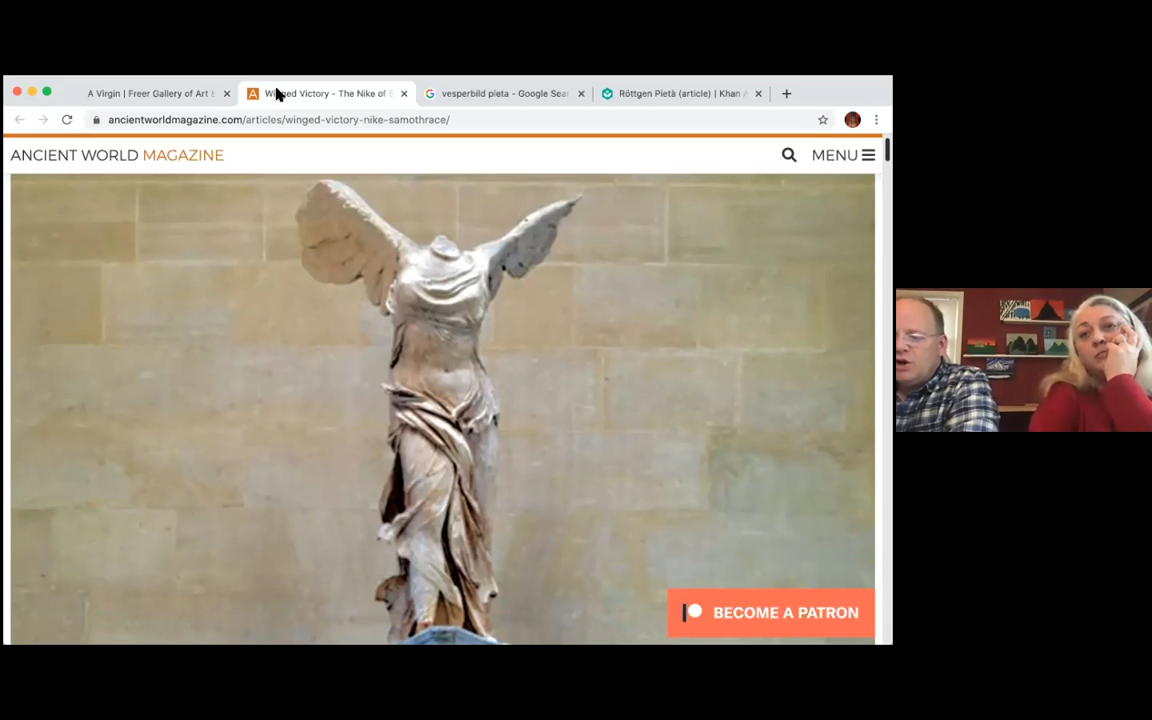 A Virgin | Freer Gallery of Art &
Winged Victory - The Nike of S
vesperbild pieta - Google Sear
Röttgen Pietà (article) | Khan A
ancientworldmagazine.com/articles/winged-victory-nike-samothrace/
ANCIENT WORLD MAGAZINE
MENU
BECOME A PATRON